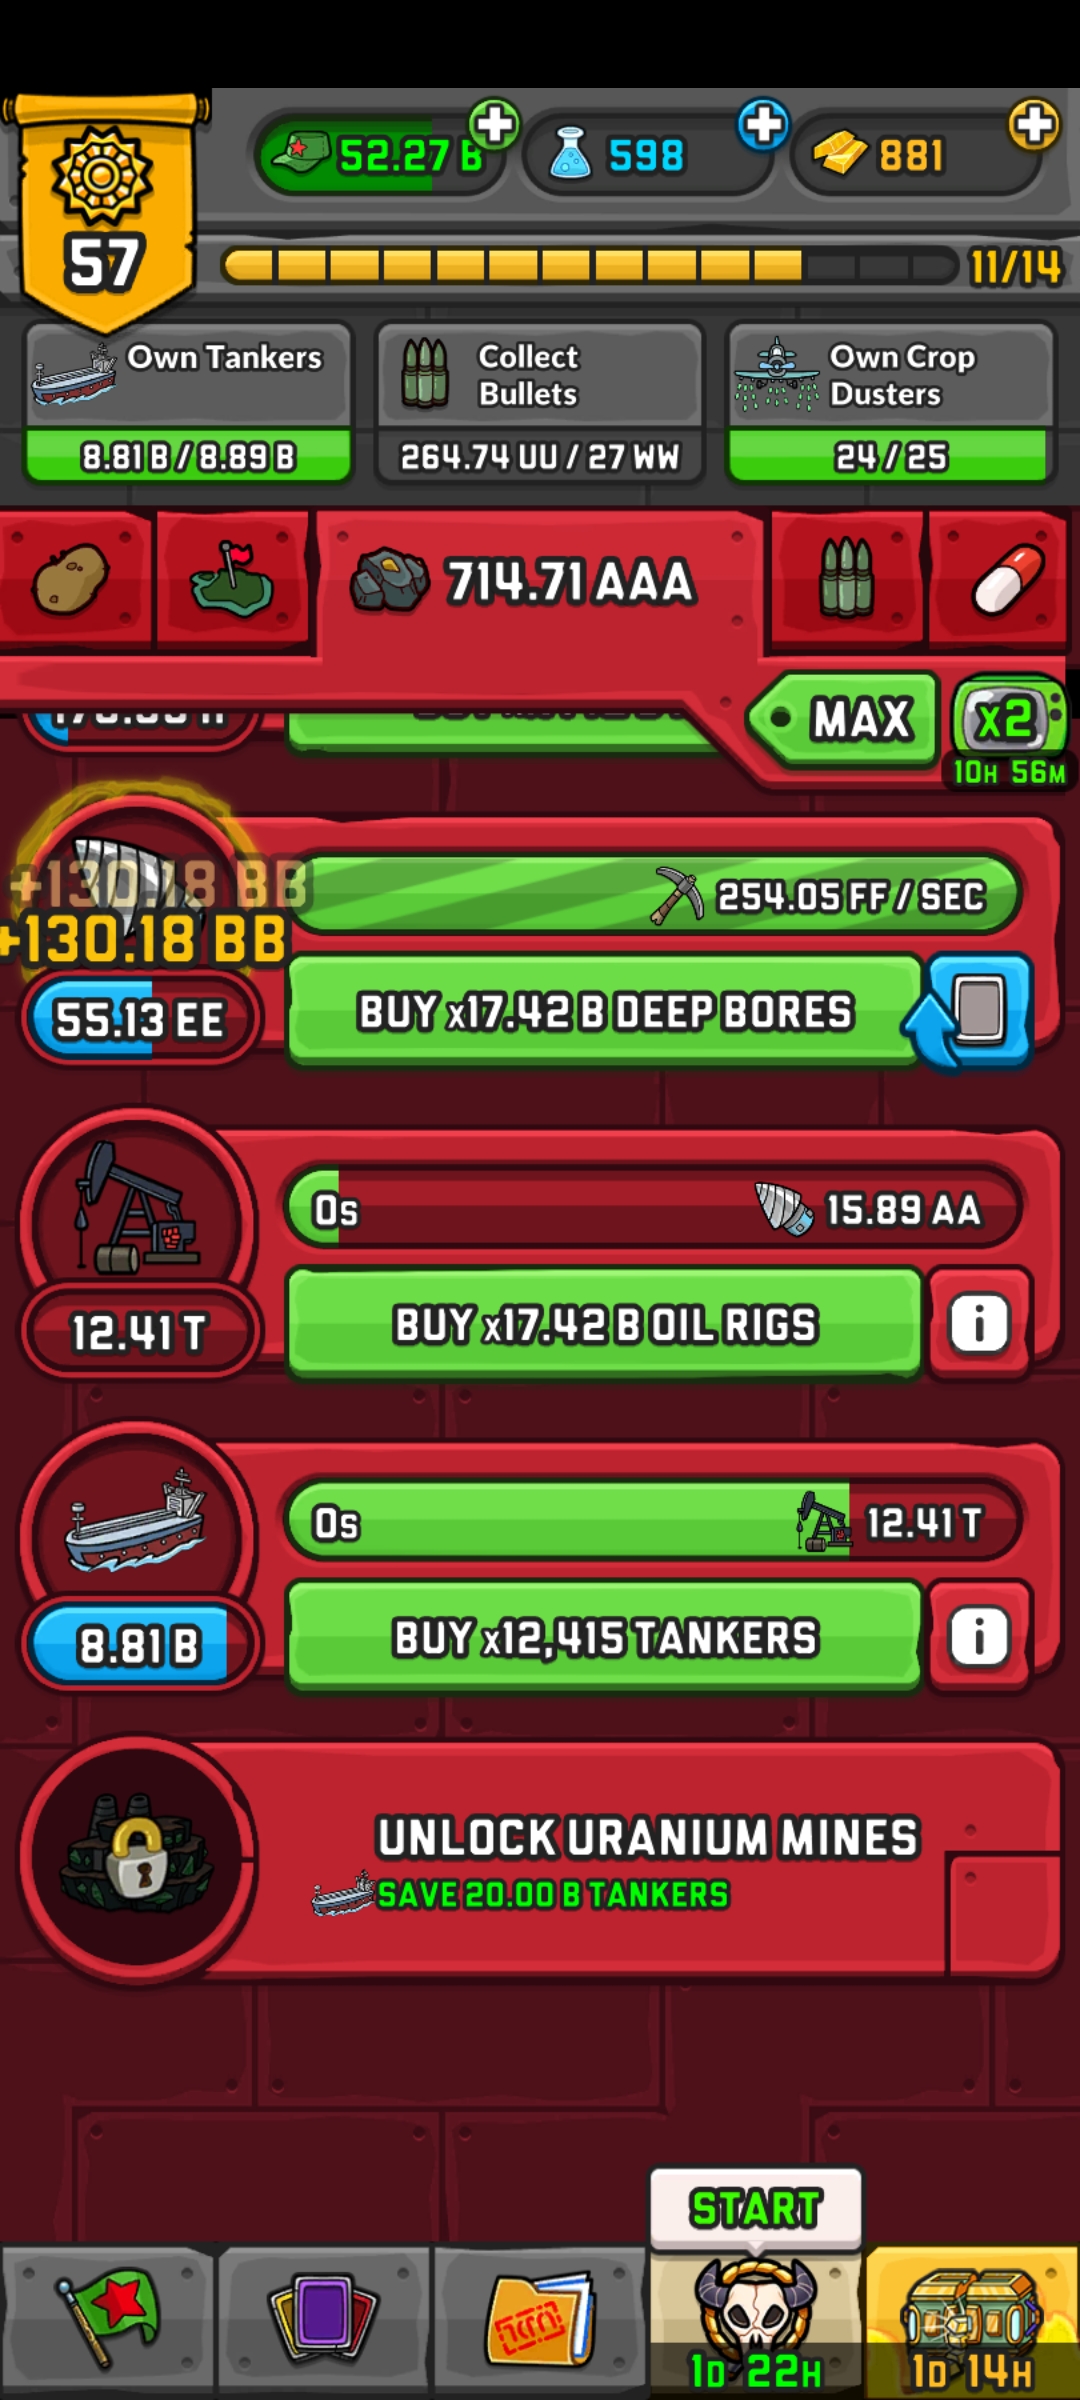 52.27 B
598
881
57
11/14
Own Tankers
8.81 B / 8.89 B
Collect
Bullets
264.74 UU / 27 WW
Own Crop
Dusters
24 / 25
714.71 AAA
MAX
x2
10H 56M
+130.18 BB
+130.18 BB
254.05 FF / SEC
55.13 EE
BUY x17.42 B DEEP BORES
0s
15.89 AA
12.41 T
BUY x17.42 B OIL RIGS
i
0s
12.41 T
8.81 B
BUY x12,415 TANKERS
i
UNLOCK URANIUM MINES
SAVE 20.00 B TANKERS
START
1D 22H
1D 14H